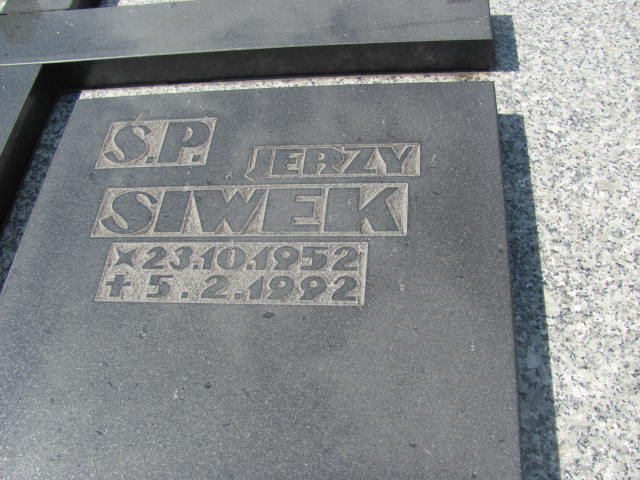 Ś.P. JERZY
SIWEK
×23.10.1952
+ 5.2.1992